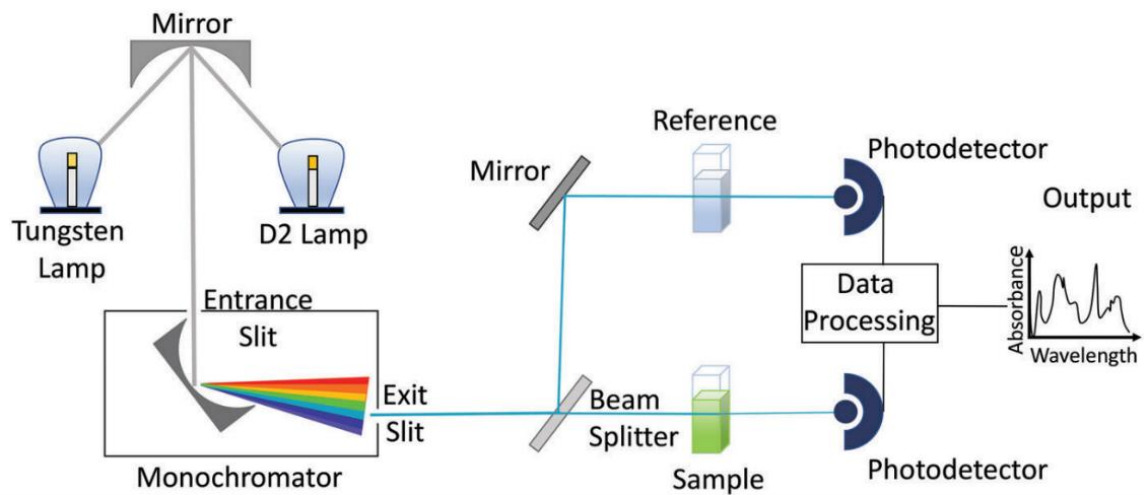 Mirror
Tungsten
Lamp
D2 Lamp
Entrance
Slit
Exit
Slit
Monochromator
Mirror
Reference
Photodetector
Beam
Splitter
Sample
Photodetector
Data
Processing
Output
Absorbance
Wavelength